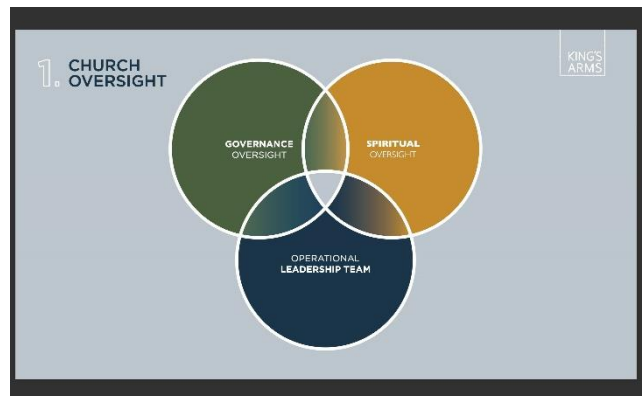 1. CHURCH
OVERSIGHT
KING'S
ARMS
GOVERNANCE
OVERSIGHT
SPIRITUAL
OVERSIGHT
OPERATIONAL
LEADERSHIP TEAM